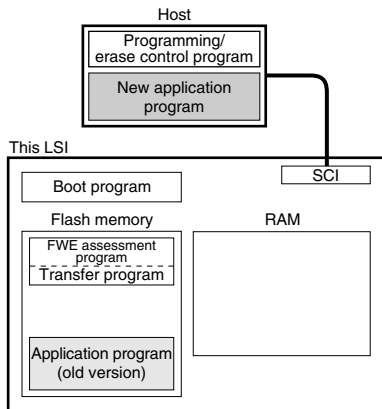 Host
Programming/
erase control program
New application
program
This LSI
SCI
Boot program
Flash memory
RAM
FWE assessment
program
Transfer program
Application program
(old version)